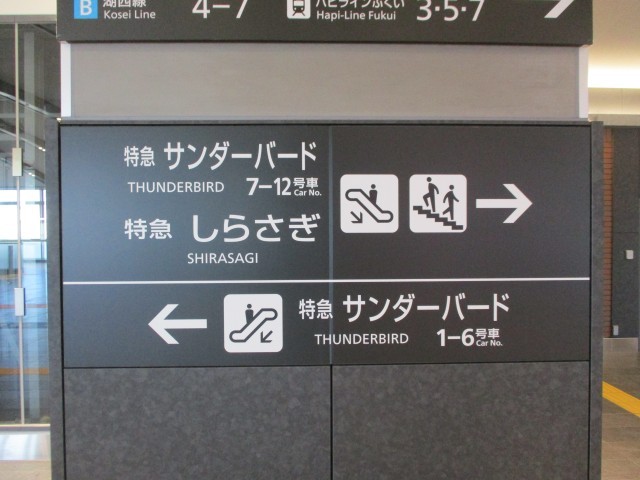 B 湖西線 4-7 ハピラインふくい 3·5·7
Kosei Line Hapi-Line Fukui
特急 サンダーバード
THUNDERBIRD 7-12号車 Car No.
特急 しらさぎ
SHIRASAGI
特急 サンダーバード
THUNDERBIRD 1-6号車 Car No.